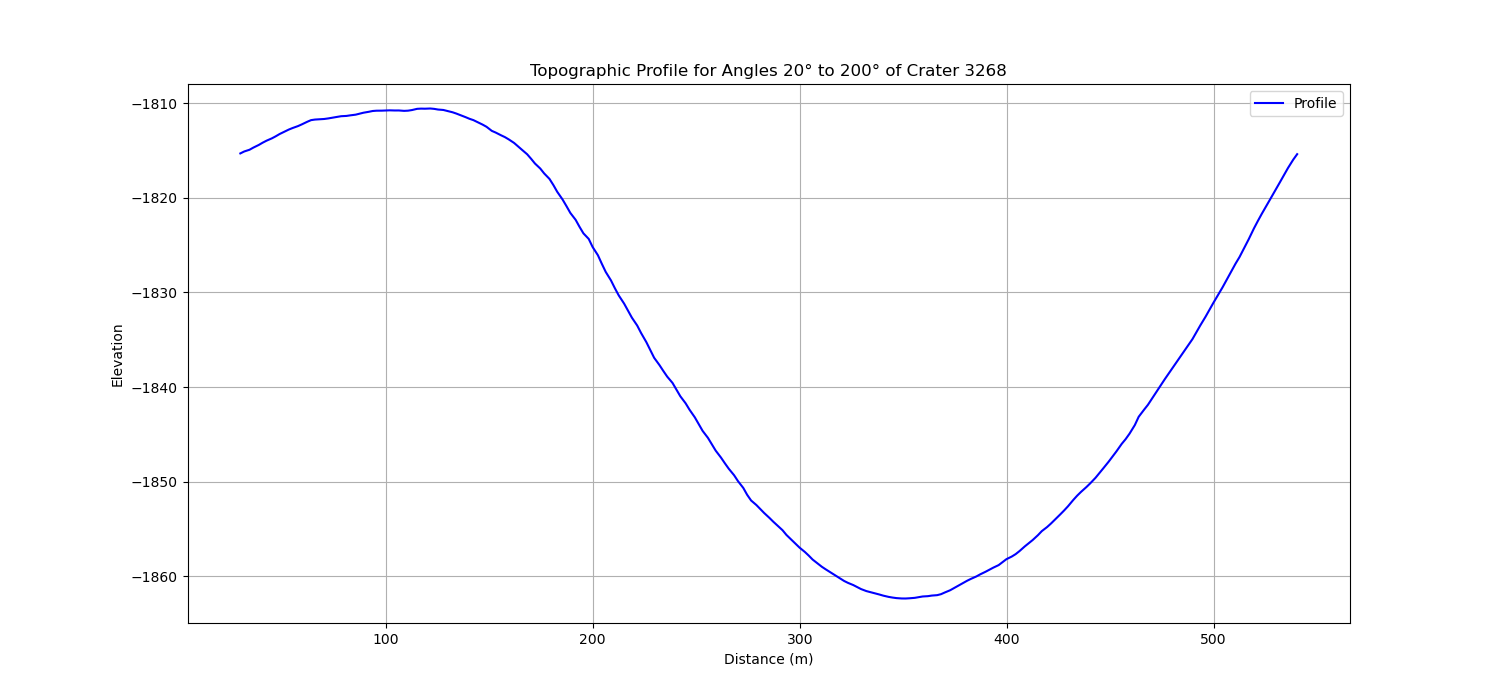 Topographic Profile for Angles 20° to 200° of Crater 3268
Profile
−1810
−1820
−1830
−1840
−1850
−1860
Elevation
100 200 300 400 500
Distance (m)